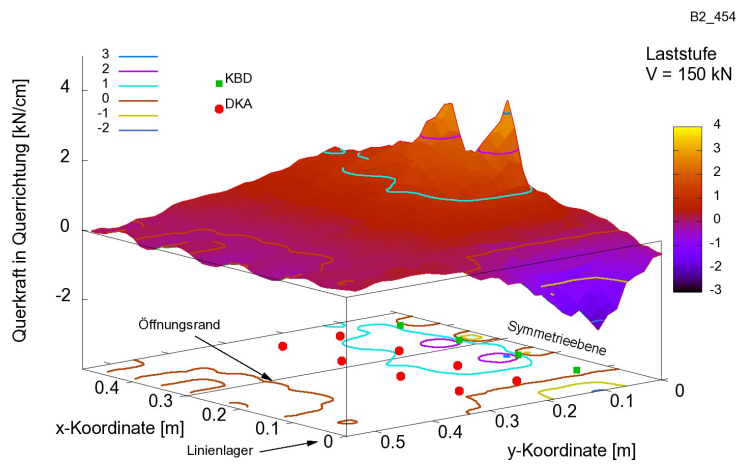 B2_454
Laststufe
V = 150 kN
Querkraft in Querrichtung [kN/cm]
4
2
0
-2
3
2
1
0
-1
-2
KBD
DKA
4
3
2
1
0
-1
-2
-3
Öffnungsrand
Symmetrieebene
Linienlager
x-Koordinate [m]
0.4
0.3
0.2
0.1
0
y-Koordinate [m]
0.5
0.4
0.3
0.2
0.1
0